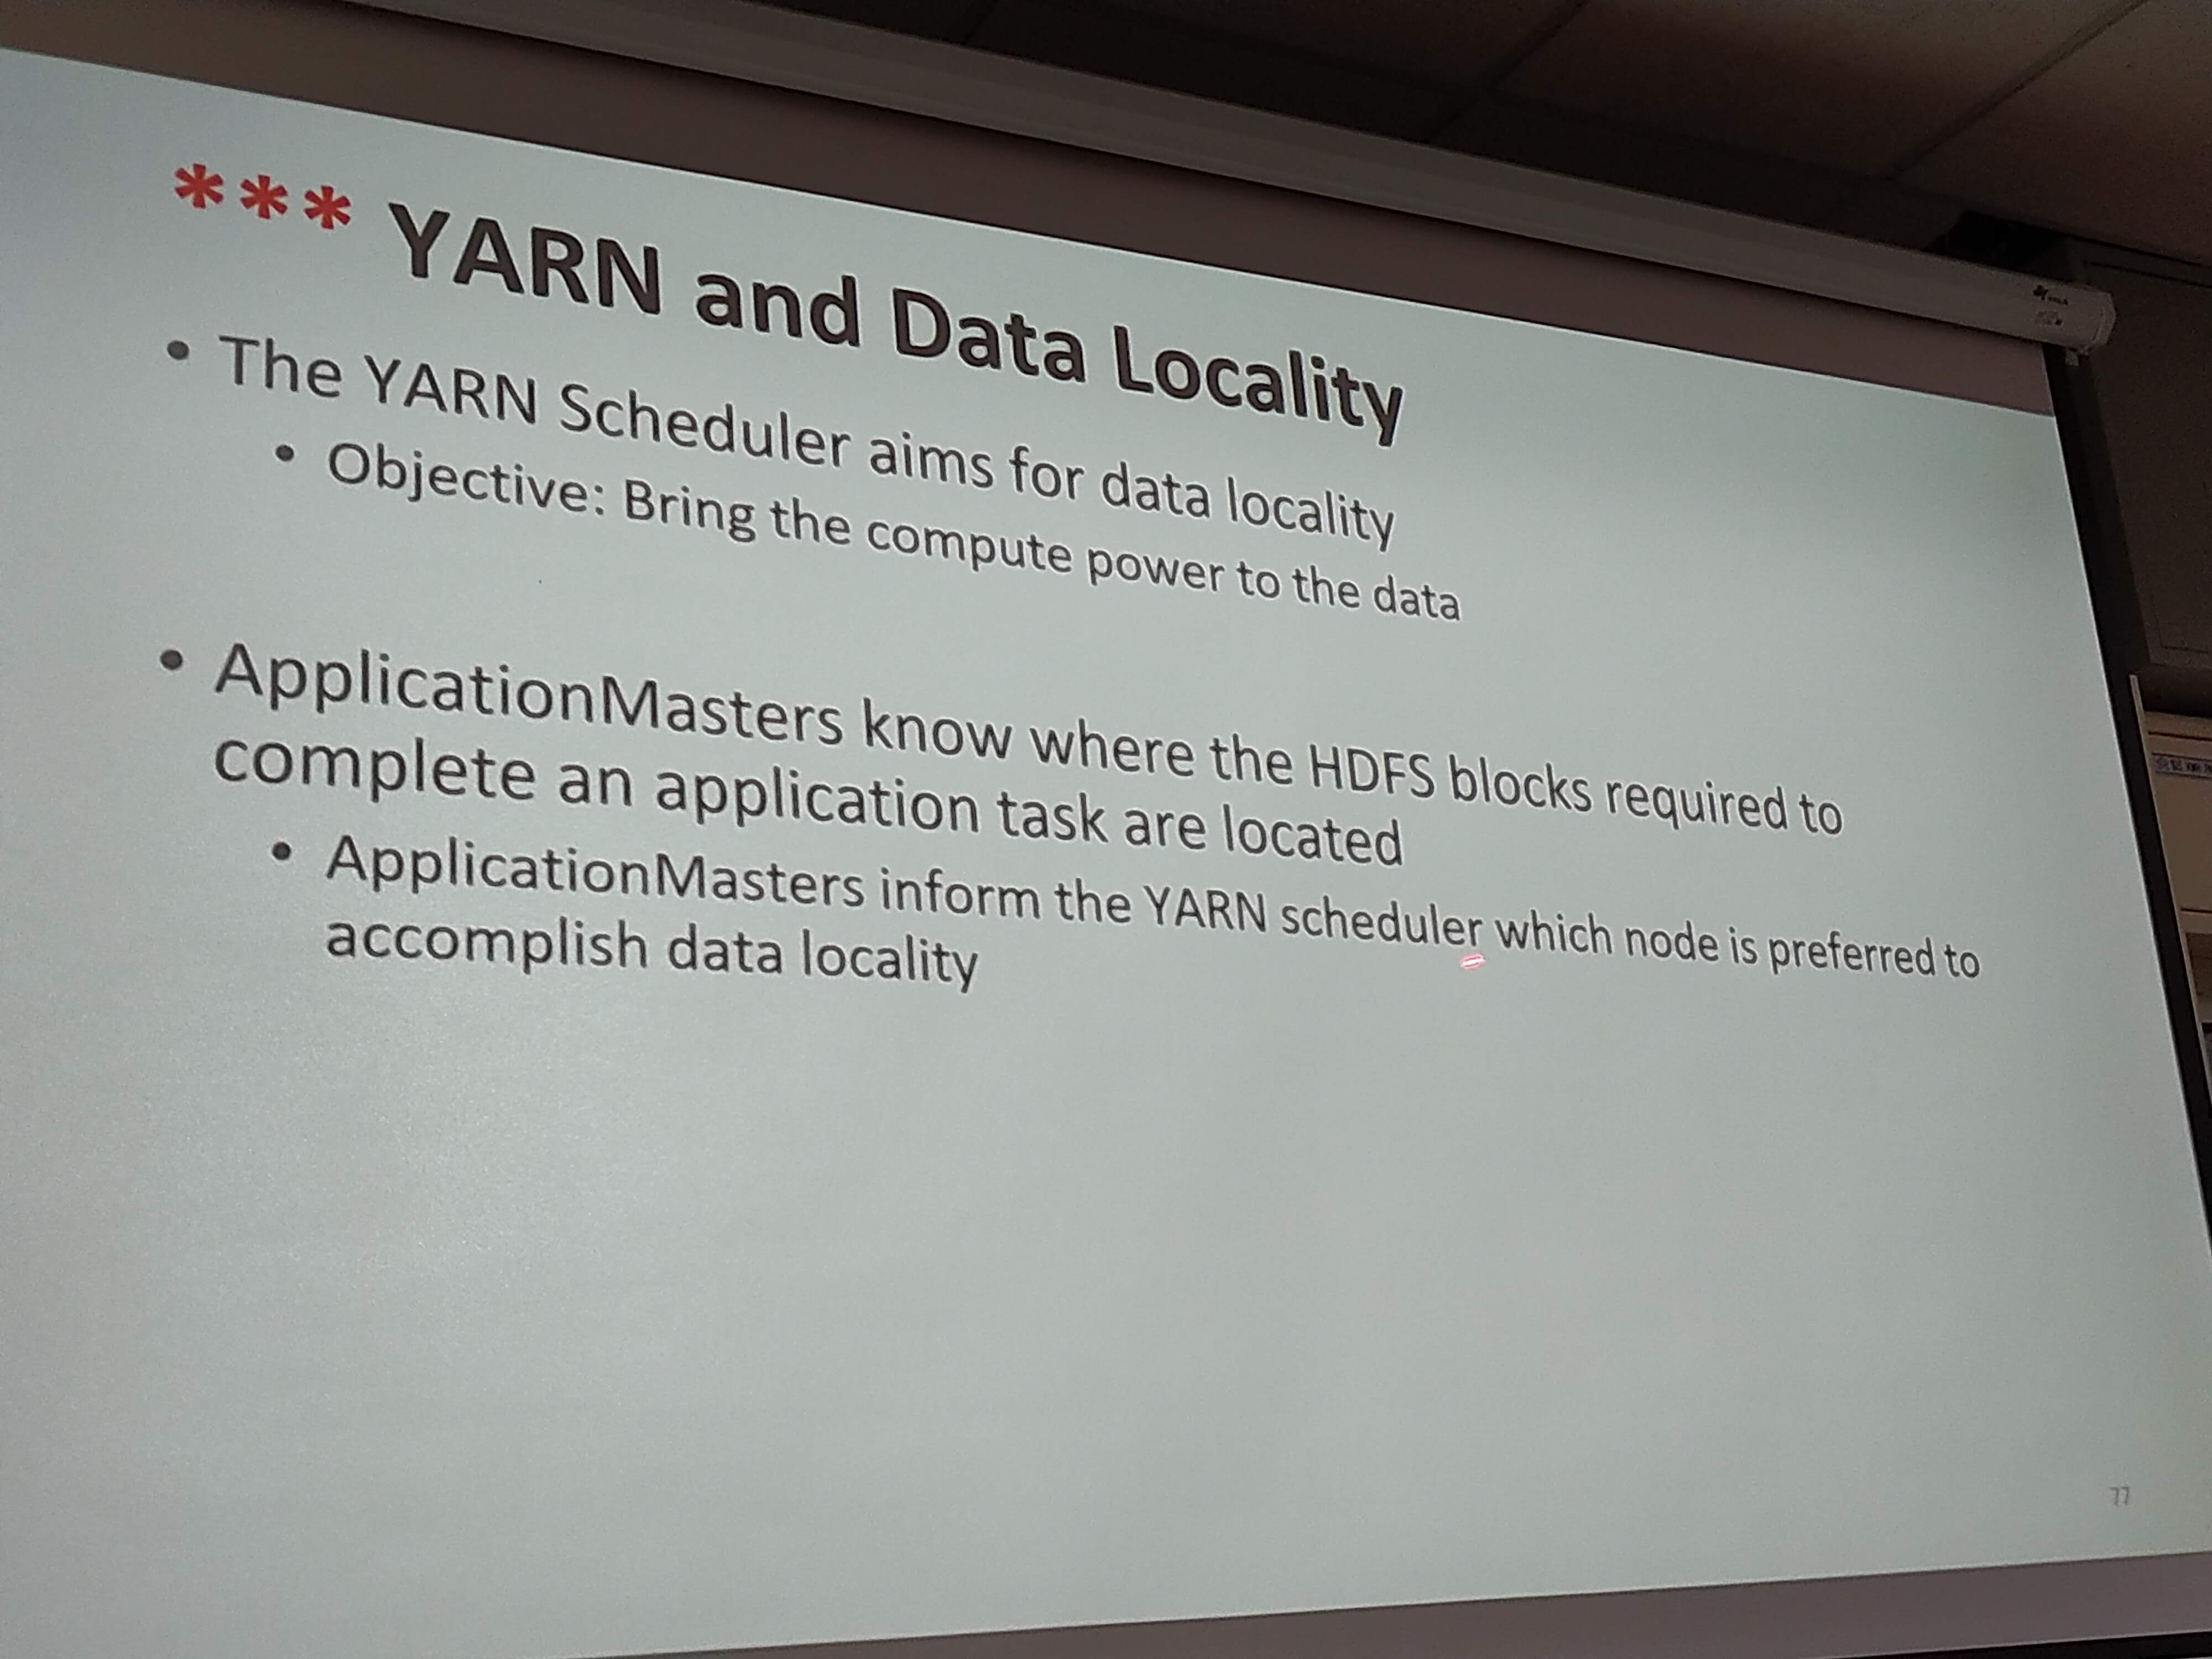 *** YARN and Data Locality
• The YARN Scheduler aims for data locality
• Objective: Bring the compute power to the data
• ApplicationMasters know where the HDFS blocks required to
complete an application task are located
• ApplicationMasters inform the YARN scheduler which node is preferred to
accomplish data locality
77